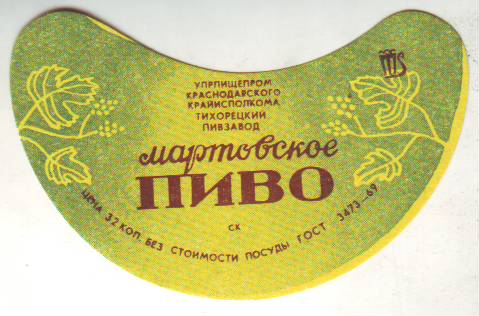 УПРПИЩЕПРОМ
КРАСНОДАРСКОГО
КРАЙИСПОЛКОМА
ТИХОРЕЦКИЙ
ПИВЗАВОД
мартовское
ПИВО
СК
ЦЕНА 32 КОП. БЕЗ СТОИМОСТИ ПОСУДЫ ГОСТ 3473—69